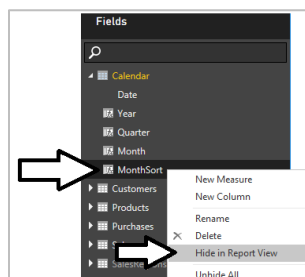 Fields
Calendar
Date
Year
Quarter
Month
MonthSort
New Measure
Customers
New Column
Products
Rename
Purchases
Delete
Hide in Report View
Unhide All